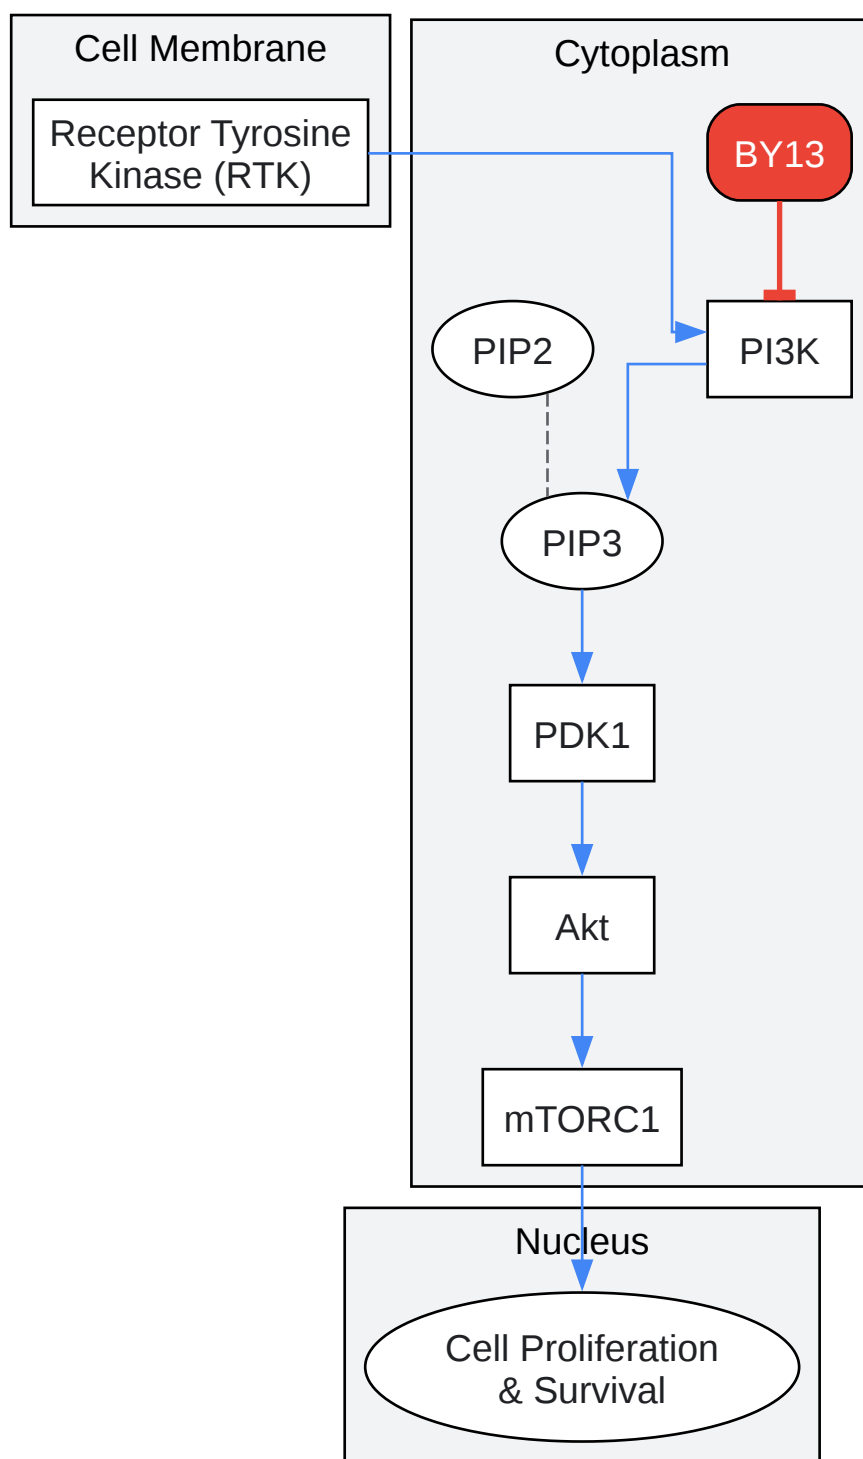 Cell Membrane
Receptor Tyrosine
Kinase (RTK)
Cytoplasm
BY13
PIP2
PI3K
PIP3
PDK1
Akt
mTORC1
Nucleus
Cell Proliferation
& Survival